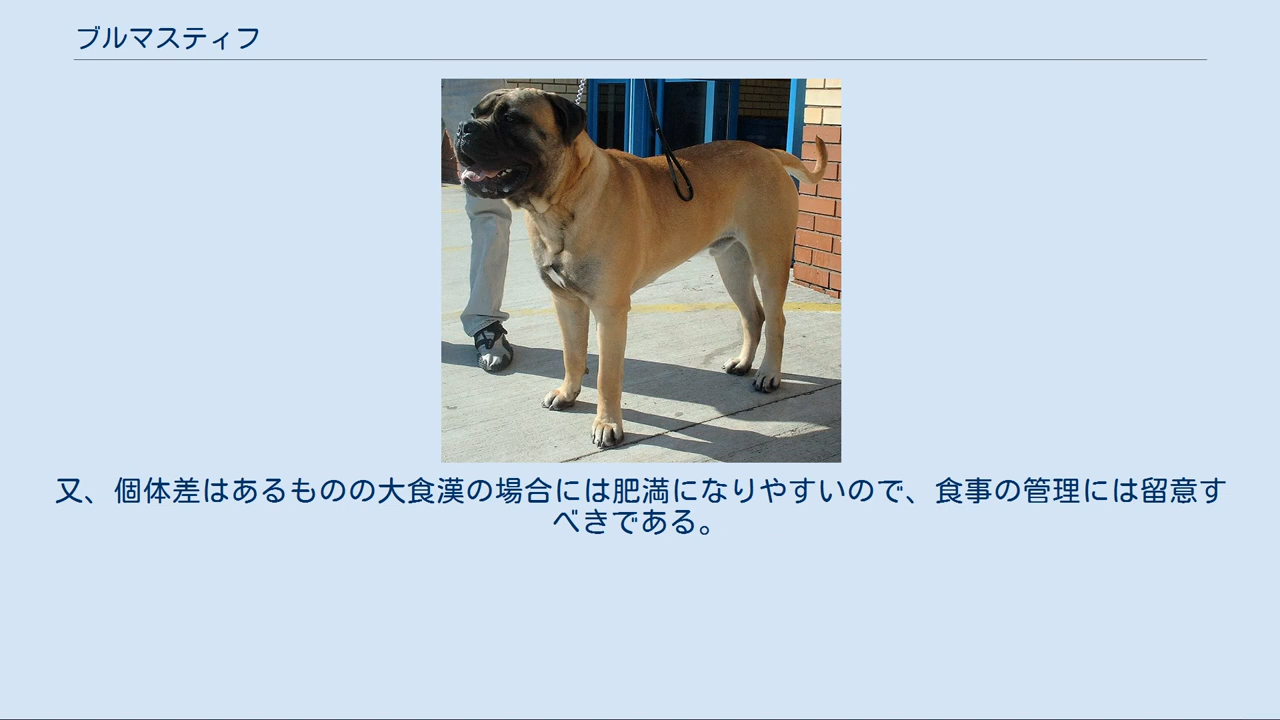 ブルマスティフ
又、個体差はあるものの大食漢の場合には肥満になりやすいので、食事の管理には留意す
べきである。